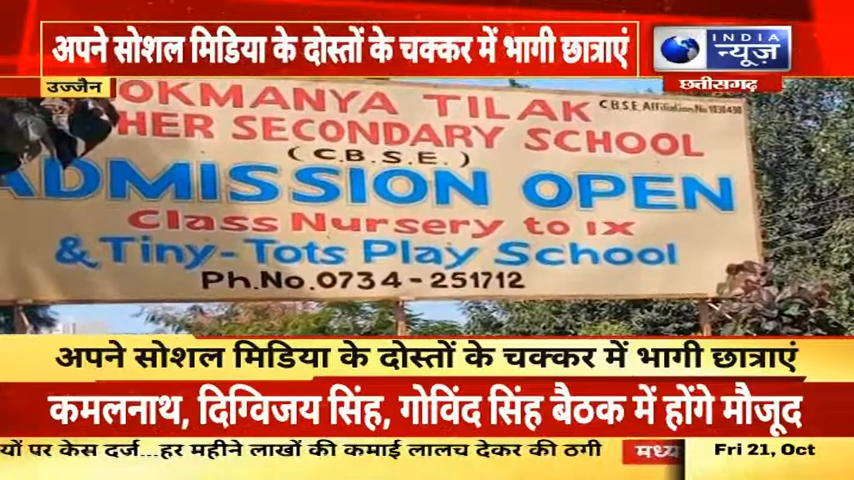 अपने सोशल मिडिया के दोस्तों के चक्कर में भागी छात्राएं
INDIA
न्यूज़
छत्तीसगढ़
उज्जैन
OKMANYA TILAK
C.B.S.E. Affiliation No 1030498
HER SECONDARY SCHOOL
(C.B.S.E.)
ADMISSION OPEN
Class Nursery to IX
& Tiny-Tots Play School
Ph.No.0734-251712
अपने सोशल मिडिया के दोस्तों के चक्कर में भागी छात्राएं
कमलनाथ, दिग्विजय सिंह, गोविंद सिंह बैठक में होंगे मौजूद
यों पर केस दर्ज...हर महीने लाखों की कमाई लालच देकर की ठगी
मध्य
Fri 21, Oct